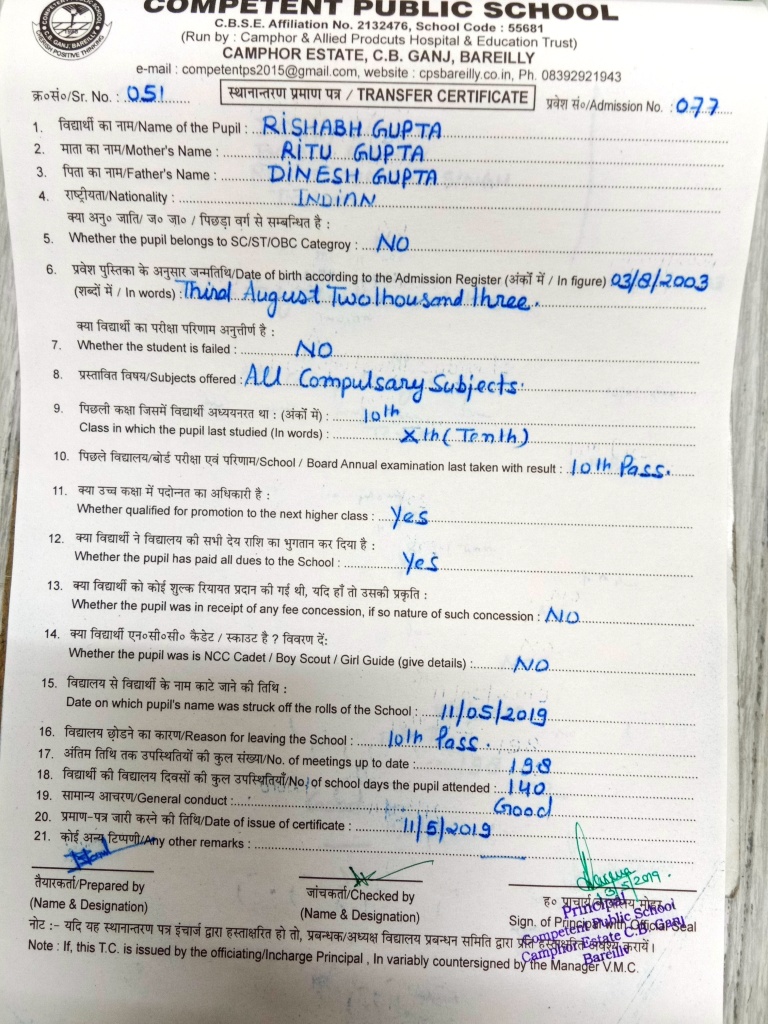 COMPETENT PUBLIC SCHOOL
C.B.S.E. Affiliation No. 2132476, School Code : 55681
(Run by : Camphor & Allied Prodcuts Hospital & Education Trust)
CAMPHOR ESTATE, C.B. GANJ, BAREILLY
e-mail : competentps2015@gmail.com, website : cpsbareilly.co.in, Ph. 08392921943
क्र०सं०/Sr. No. : 051 स्थानान्तरण प्रमाण पत्र / TRANSFER CERTIFICATE प्रवेश सं०/Admission No. : 077
1. विद्यार्थी का नाम/Name of the Pupil : RISHABH GUPTA
2. माता का नाम/Mother's Name : RITU GUPTA
3. पिता का नाम/Father's Name : DINESH GUPTA
4. राष्ट्रीयता/Nationality : INDIAN
क्या अनु० जाति/ ज० जा० / पिछड़ा वर्ग से सम्बन्धित है :
5. Whether the pupil belongs to SC/ST/OBC Categroy : NO
6. प्रवेश पुस्तिका के अनुसार जन्मतिथि/Date of birth according to the Admission Register (अंकों में / In figure) 03/8/2003
(शब्दों में / In words) : Third August Two thousand three.
क्या विद्यार्थी का परीक्षा परिणाम अनुत्तीर्ण है :
7. Whether the student is failed : NO
8. प्रस्तावित विषय/Subjects offered : All Compulsary Subjects.
9. पिछली कक्षा जिसमें विद्यार्थी अध्ययनरत था : (अंकों में) : 10th
Class in which the pupil last studied (In words) : Xth (Tenth)
10. पिछले विद्यालय/बोर्ड परीक्षा एवं परिणाम/School / Board Annual examination last taken with result : 10th Pass.
11. क्या उच्च कक्षा में पदोन्नत का अधिकारी है :
Whether qualified for promotion to the next higher class : Yes
12. क्या विद्यार्थी ने विद्यालय की सभी देय राशि का भुगतान कर दिया है :
Whether the pupil has paid all dues to the School : Yes
13. क्या विद्यार्थी को कोई शुल्क रियायत प्रदान की गई थी, यदि हाँ तो उसकी प्रकृति :
Whether the pupil was in receipt of any fee concession, if so nature of such concession : NO
14. क्या विद्यार्थी एन०सी०सी० कैडेट / स्काउट है ? विवरण दें:
Whether the pupil was is NCC Cadet / Boy Scout / Girl Guide (give details) : NO
15. विद्यालय से विद्यार्थी के नाम काटे जाने की तिथि :
Date on which pupil's name was struck off the rolls of the School : 11/05/2019
16. विद्यालय छोडने का कारण/Reason for leaving the School : 10th Pass.
17. अंतिम तिथि तक उपस्थितियों की कुल संख्या/No. of meetings up to date : 198
18. विद्यार्थी की विद्यालय दिवसों की कुल उपस्थितियाँ/No. of school days the pupil attended : 140
19. सामान्य आचरण/General conduct : Good
20. प्रमाण-पत्र जारी करने की तिथि/Date of issue of certificate : 11/5/2019
21. कोई अन्य टिप्पणी/Any other remarks :
तैयारकर्ता/Prepared by
(Name & Designation)
जांचकर्ता/Checked by
(Name & Designation)
ह० प्राचार्य
Sign. of Principal with Official Seal
Principal
Competent Public School
Camphor Estate C.B. GANJ
Bareilly
नोट :- यदि यह स्थानान्तरण पत्र इंचार्ज द्वारा हस्ताक्षरित हो तो, प्रबन्धक/अध्यक्ष विद्यालय प्रबन्धन समिति द्वारा प्रति हस्ताक्षरित अवश्य करायें।
Note : If, this T.C. is issued by the officiating/Incharge Principal , In variably countersigned by the Manager V.M.C.